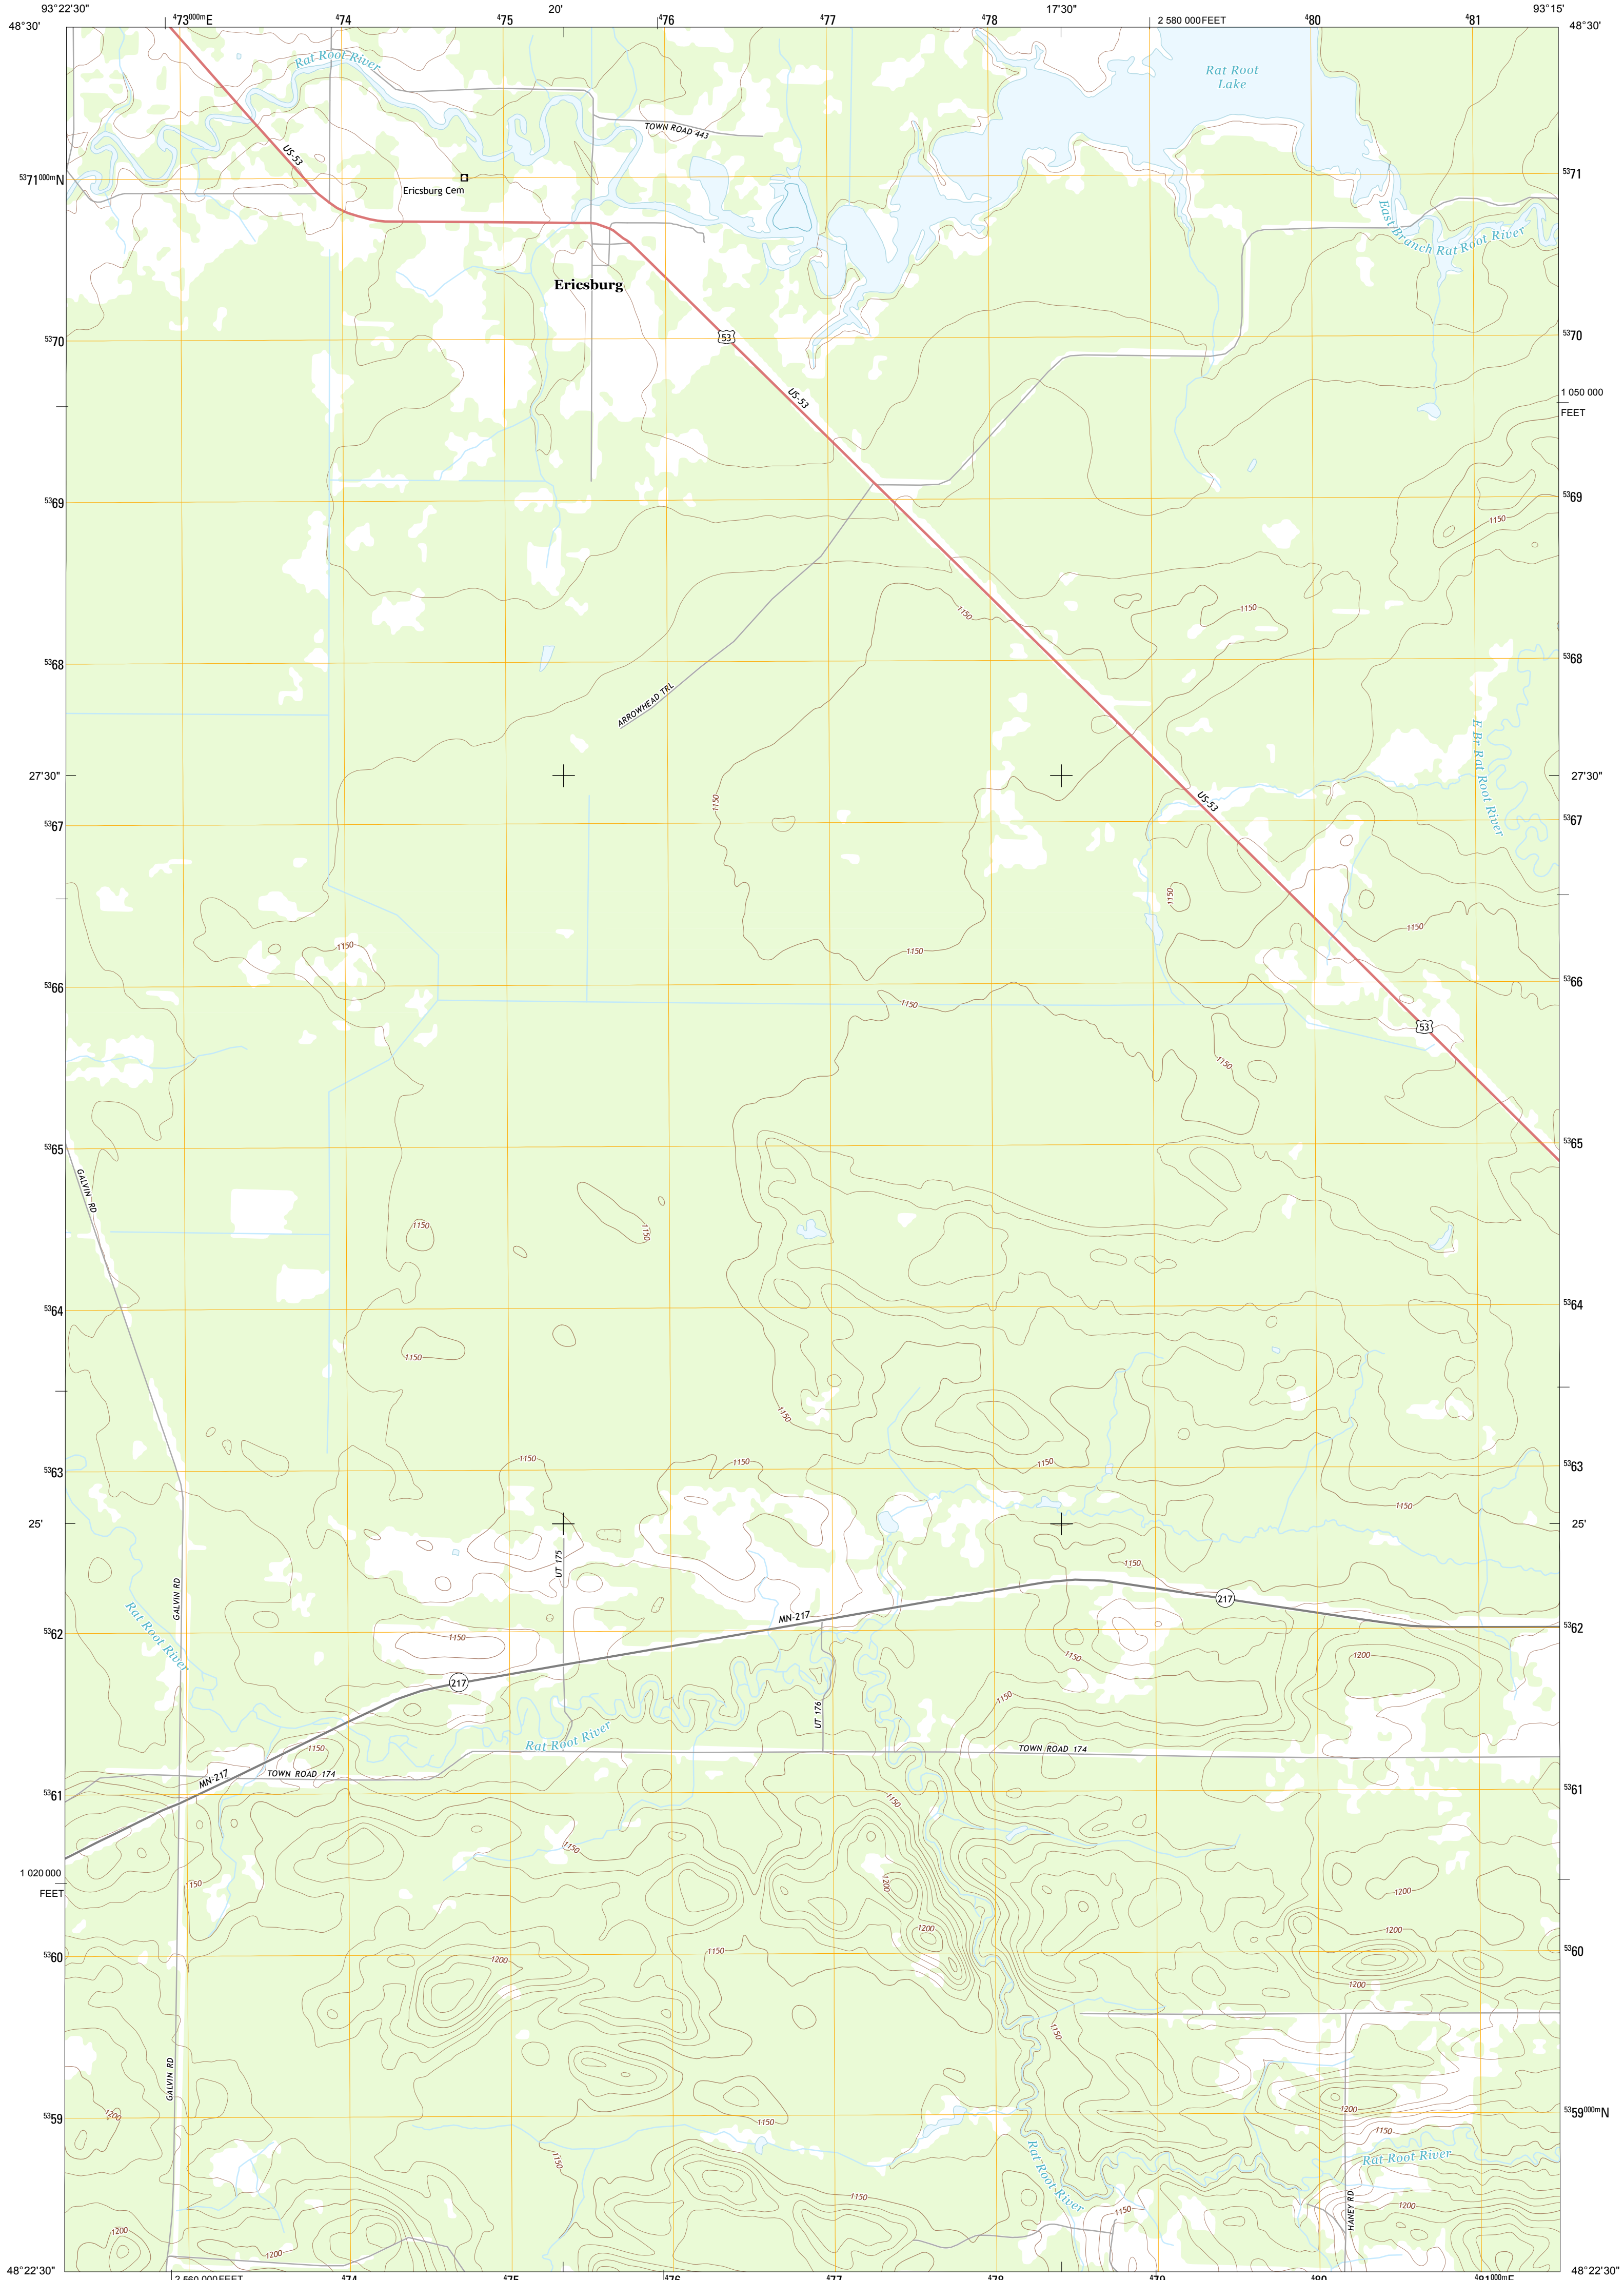 93°22'30"
⁴73⁰⁰⁰ᵐE
⁴74
⁴75
20'
⁴76
⁴77
⁴78
17'30"
2 580 000 FEET
⁴80
⁴81
93°15'
48°30'
48°30'
Rat Root River
Rat Root
Lake
TOWN ROAD 443
US-53
⁵³71⁰⁰⁰ᵐN
⁵³71
Ericsburg Cem
East Branch Rat Root River
Ericsburg
⁵³70
53
⁵³70
US-53
1 050 000
FEET
⁵³69
⁵³69
1150
1150
1150
⁵³68
⁵³68
ARROWHEAD TRL
E Br Rat Root River
27'30"
27'30"
1150
US-53
⁵³67
⁵³67
1150
1150
1150
1150
⁵³66
⁵³66
1150
53
1150
⁵³65
⁵³65
GALVIN RD
1150
1150
⁵³64
⁵³64
1150
1150
1150
1150
1150
⁵³63
⁵³63
1150
25'
25'
UT 175
1150
GALVIN RD
217
MN-217
Rat Root River
⁵³62
⁵³62
1150
1150
1200
217
1150
UT 176
Rat Root River
1150
TOWN ROAD 174
MN-217
TOWN ROAD 174
⁵³61
⁵³61
1150
1150
1 020 000
FEET
1150
1200
1200
1200
1200
⁵³60
⁵³60
1200
1150
1200
1150
GALVIN RD
1200
1200
⁵³59
⁵³59⁰⁰⁰ᵐN
1150
1150
1150
Rat Root River
Rat Root River
1150
1150
HANEY RD
1200
1200
1200
48°22'30"
48°22'30"
2 560 000 FEET
⁴74
⁴75
⁴76
⁴77
⁴78
⁴79
⁴80
⁴81⁰⁰⁰ᵐE